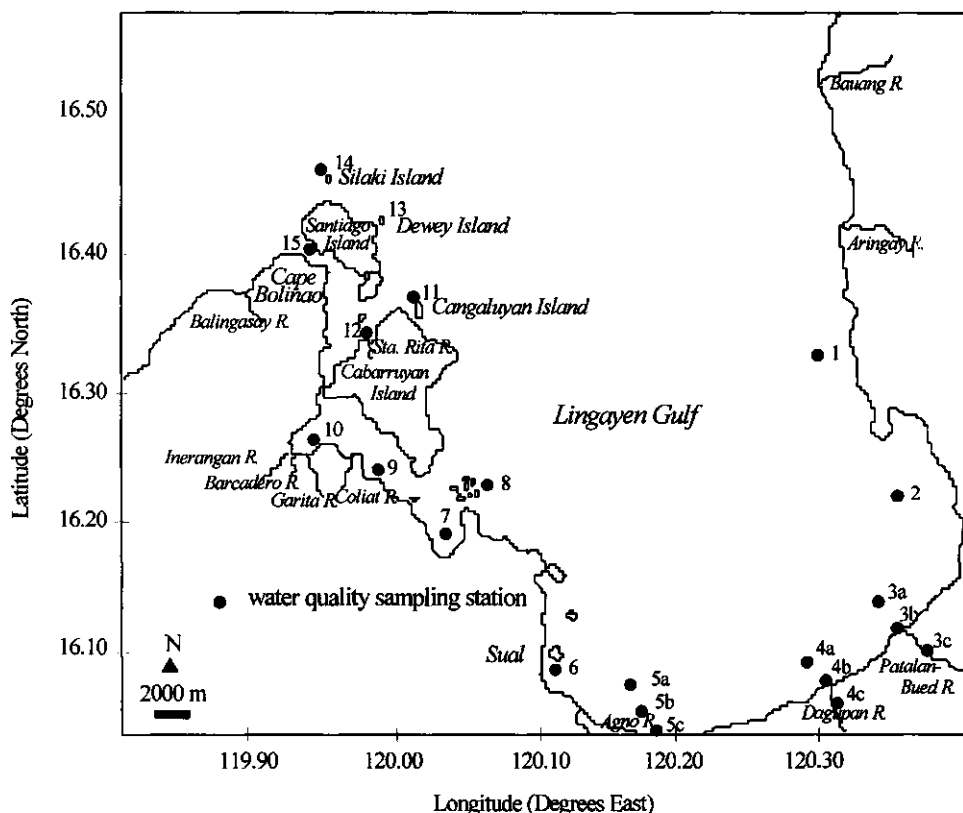 16.50
16.40
16.30
16.20
16.10
Latitude (Degrees North)
Bauang R.
14
Silaki Island
13
Dewey Island
Santiago
Island
15
Aringay R.
Cape
Bolinao
11
Cangaluyan Island
Balingasay R.
12
Sta. Rita R.
Cabarruyan
Island
1
Lingayen Gulf
10
Inerangan R.
Barcadero R.
9
Garita R.
Coliat R.
8
2
7
water quality sampling station
3a
3b
N
3c
Sual
4a
Patalan-
Bued R.
2000 m
6
5a
4b
5b
4c
Agno R.
Dagupan R.
5c
119.90
120.00
120.10
120.20
120.30
Longitude (Degrees East)